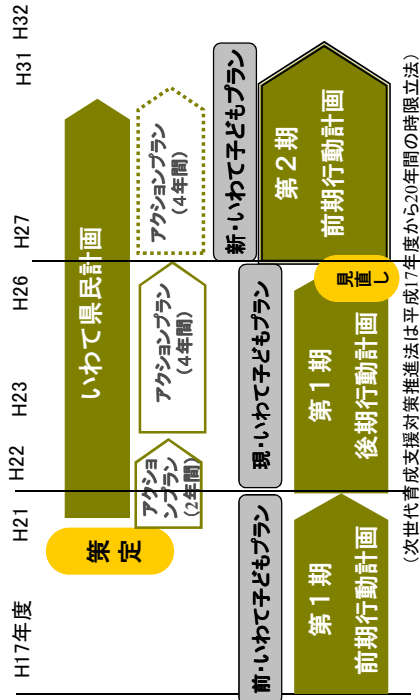 H17年度
H21
H22
H23
H26
H27
H31
H32
策定
いわて県民計画
アクショ
ンプラン
(2年間)
アクションプラン
(4年間)
アクションプラン
(4年間)
前・いわて子どもプラン
現・いわて子どもプラン
新・いわて子どもプラン
第1期
前期行動計画
第1期
後期行動計画
見直
し
第2期
前期行動計画
(次世代育成支援対策推進法は平成17年度から20年間の時限立法)